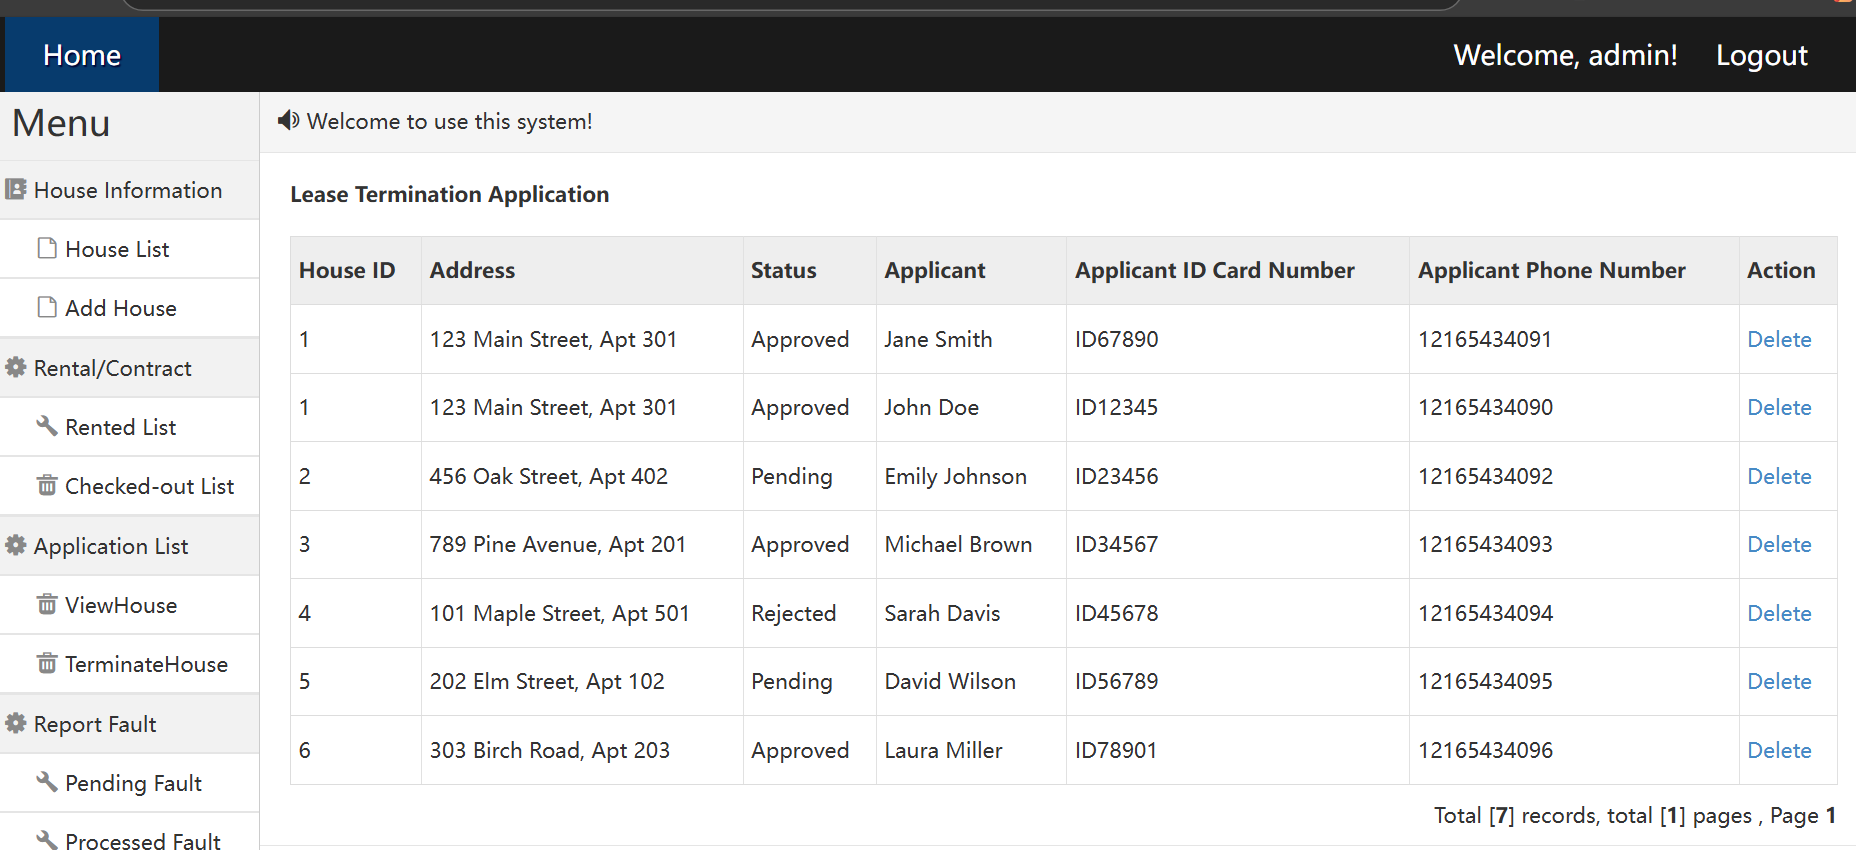 Home
Welcome, admin! Logout
Menu
Welcome to use this system!
House Information
House List
Add House
Rental/Contract
Rented List
Checked-out List
Application List
ViewHouse
TerminateHouse
Report Fault
Pending Fault
Processed Fault
Lease Termination Application
House ID Address Status Applicant Applicant ID Card Number Applicant Phone Number Action
1 123 Main Street, Apt 301 Approved Jane Smith ID67890 12165434091 Delete
1 123 Main Street, Apt 301 Approved John Doe ID12345 12165434090 Delete
2 456 Oak Street, Apt 402 Pending Emily Johnson ID23456 12165434092 Delete
3 789 Pine Avenue, Apt 201 Approved Michael Brown ID34567 12165434093 Delete
4 101 Maple Street, Apt 501 Rejected Sarah Davis ID45678 12165434094 Delete
5 202 Elm Street, Apt 102 Pending David Wilson ID56789 12165434095 Delete
6 303 Birch Road, Apt 203 Approved Laura Miller ID78901 12165434096 Delete
Total [7] records, total [1] pages , Page 1